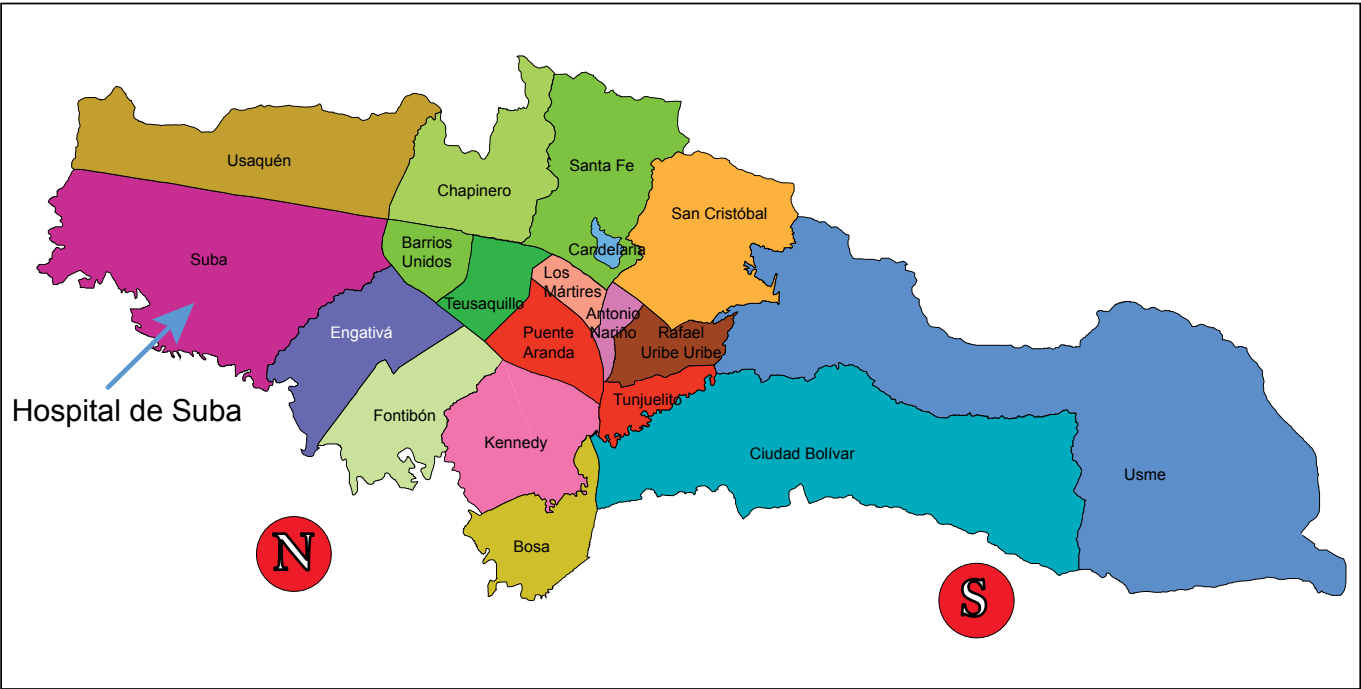 Usaquén
Chapinero
Santa Fe
San Cristóbal
Suba
Barrios
Unidos
Candelaria
Los
Mártires
Teusaquillo
Antonio
Nariño
Engativá
Puente
Aranda
Rafael
Uribe Uribe
Hospital de Suba
Fontibón
Tunjuelito
Kennedy
Ciudad Bolívar
Usme
Bosa
N
S